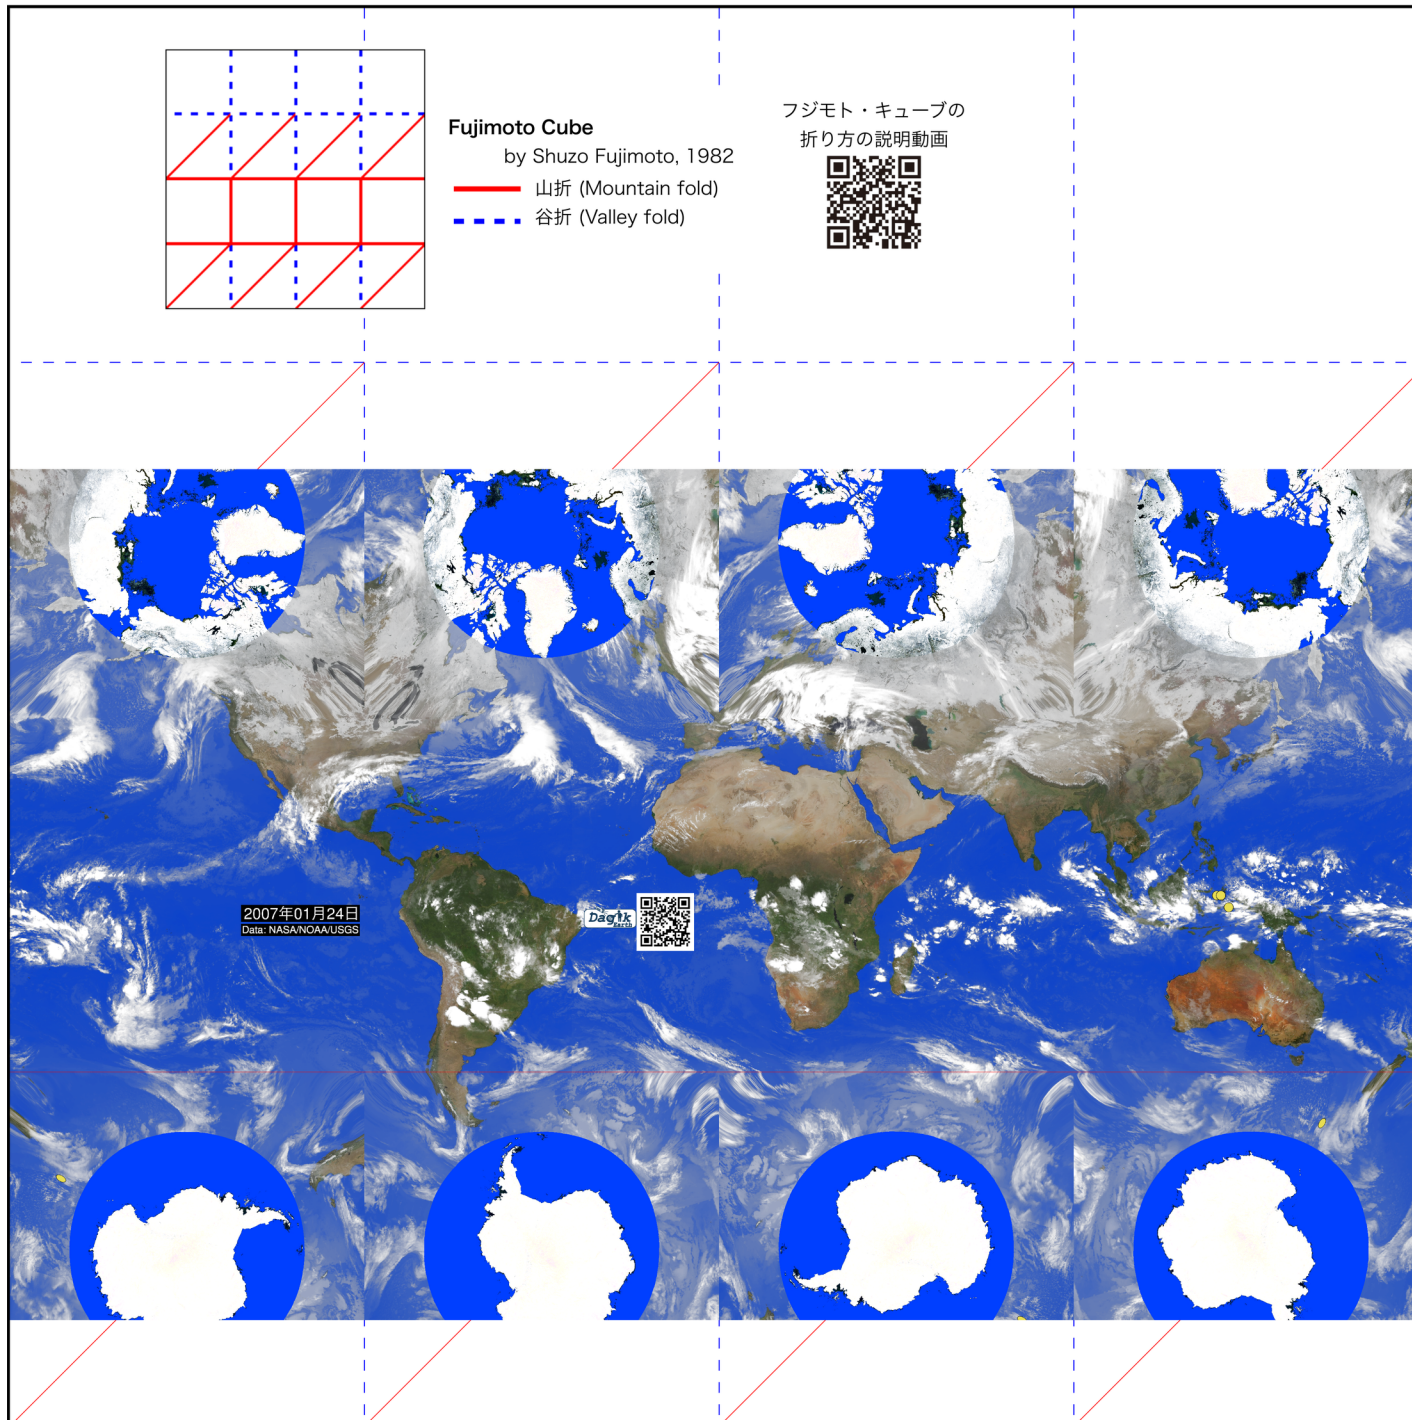 Fujimoto Cube
by Shuzo Fujimoto, 1982
山折 (Mountain fold)
谷折 (Valley fold)
フジモト・キューブの
折り方の説明動画
2007年01月24日
Data: NASA/NOAA/USGS
Dagik
Earth